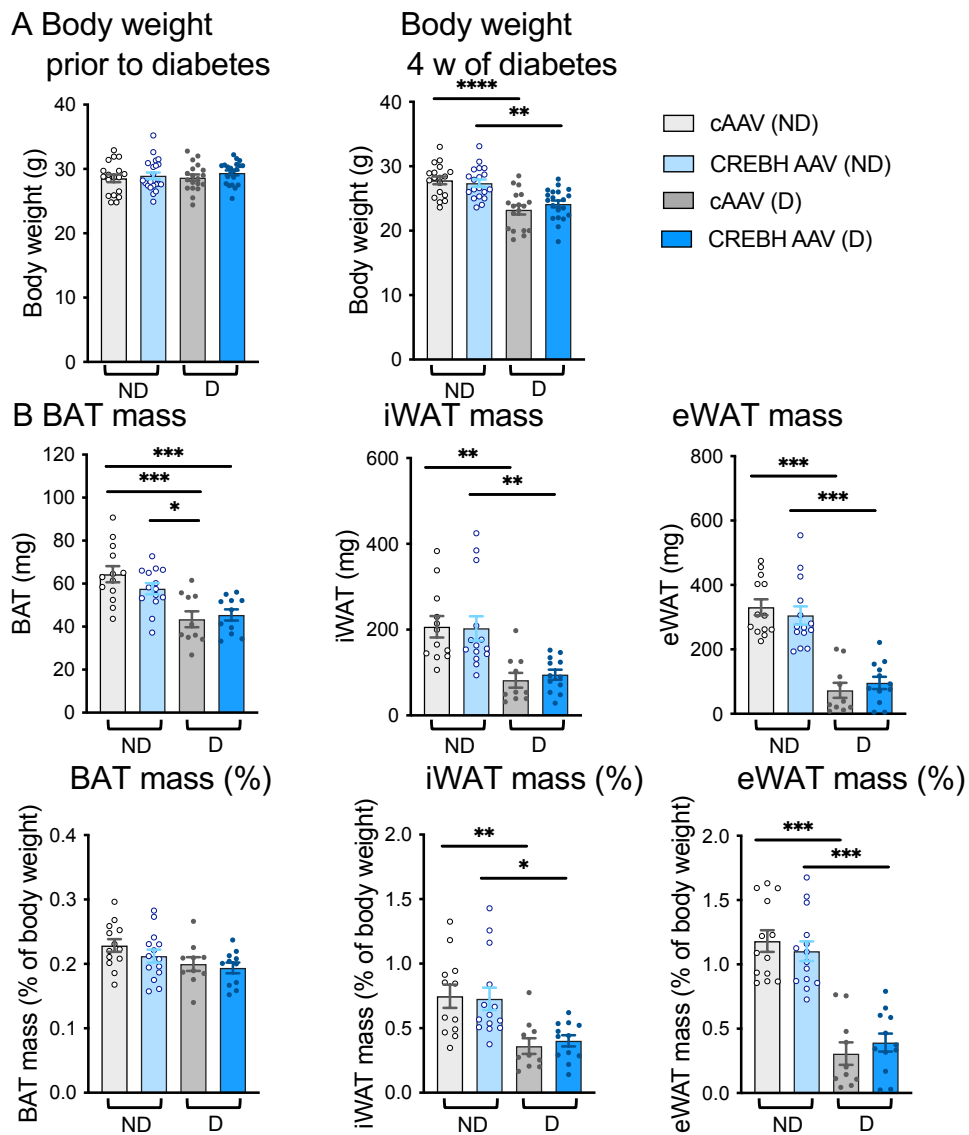 A Body weight
prior to diabetes
Body weight
4 w of diabetes
Body weight (g)
40
30
20
10
0
ND
D
****
**
Body weight (g)
40
30
20
10
0
ND
D
cAAV (ND)
CREBH AAV (ND)
cAAV (D)
CREBH AAV (D)
B BAT mass
iWAT mass
eWAT mass
***
***
*
BAT (mg)
120
100
80
60
40
20
0
ND
D
**
**
iWAT (mg)
600
400
200
0
ND
D
***
***
eWAT (mg)
800
600
400
200
0
ND
D
BAT mass (%)
iWAT mass (%)
eWAT mass (%)
BAT mass (% of body weight)
0.4
0.3
0.2
0.1
0.0
ND
D
**
*
iWAT mass (% of body weight)
2.0
1.5
1.0
0.5
0.0
ND
D
***
***
eWAT mass (% of body weight)
2.0
1.5
1.0
0.5
0.0
ND
D